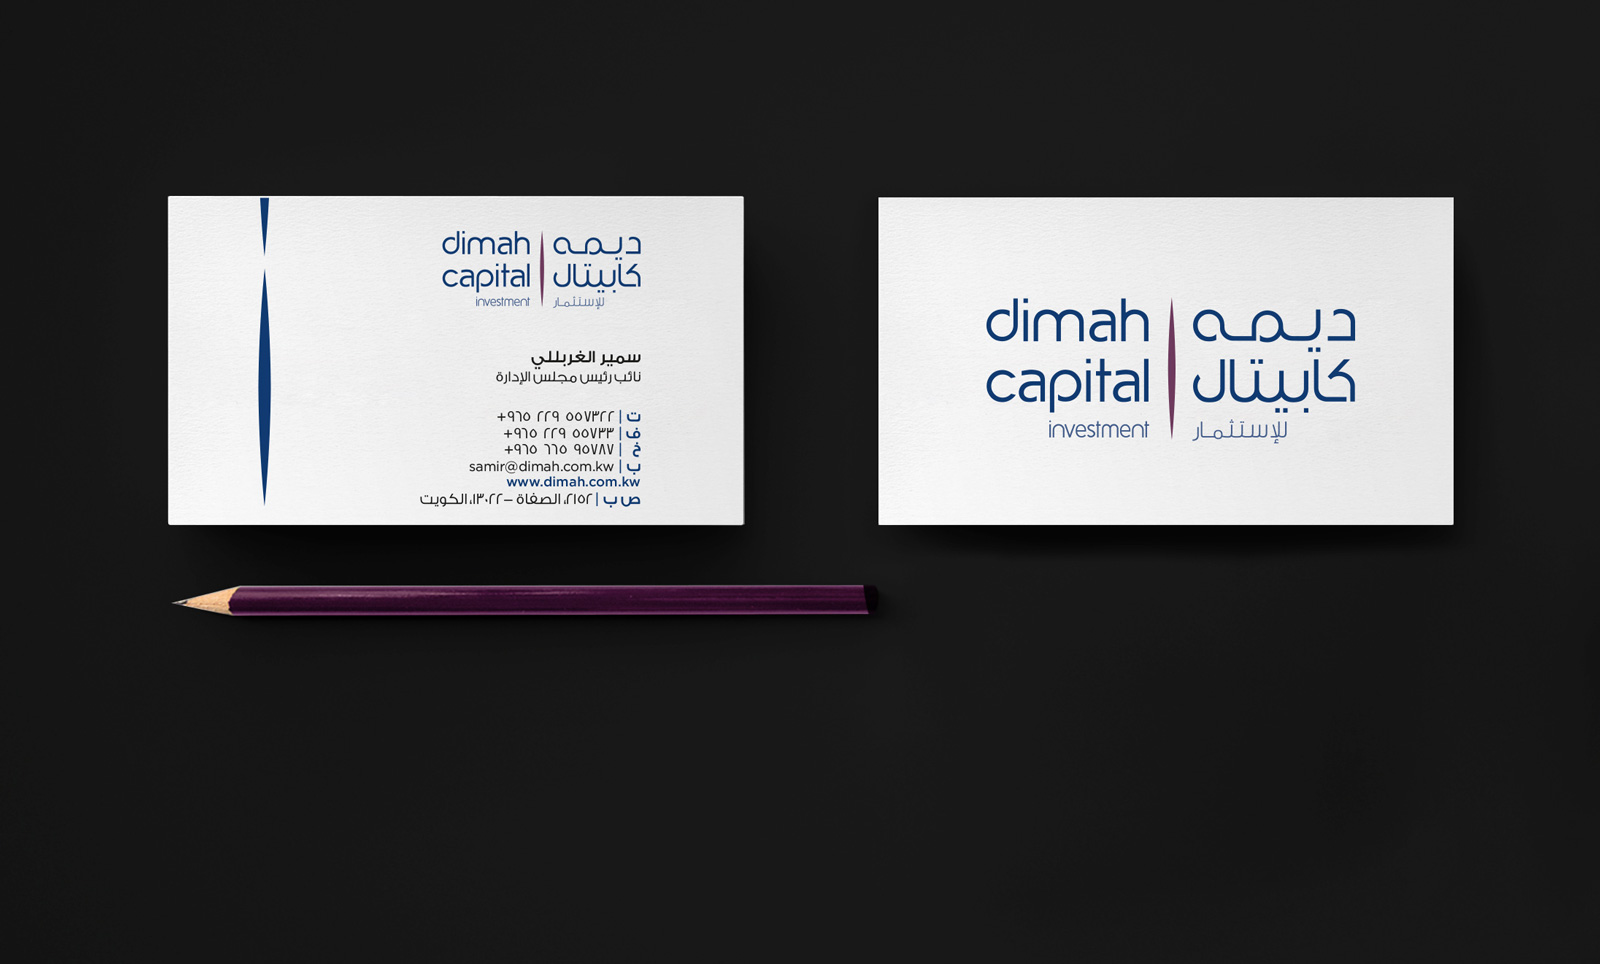 dimah
capital
investment
ديمه
كابيتال
للإستثمار
سمير الغربللي
نائب رئيس مجلس الإدارة
ت | +٩٦٥ ٢٢٩ ٥٥٧٣٢٢
ف | +٩٦٥ ٢٢٩ ٥٥٧٣٣
خ | +٩٦٥ ٦٦٥ ٩٥٧٨٧
ب | samir@dimah.com.kw
www.dimah.com.kw
ص ب | ٢١٥٢، الصفاة – ١٣٠٢٢، الكويت
dimah
capital
investment
ديمه
كابيتال
للإستثمار